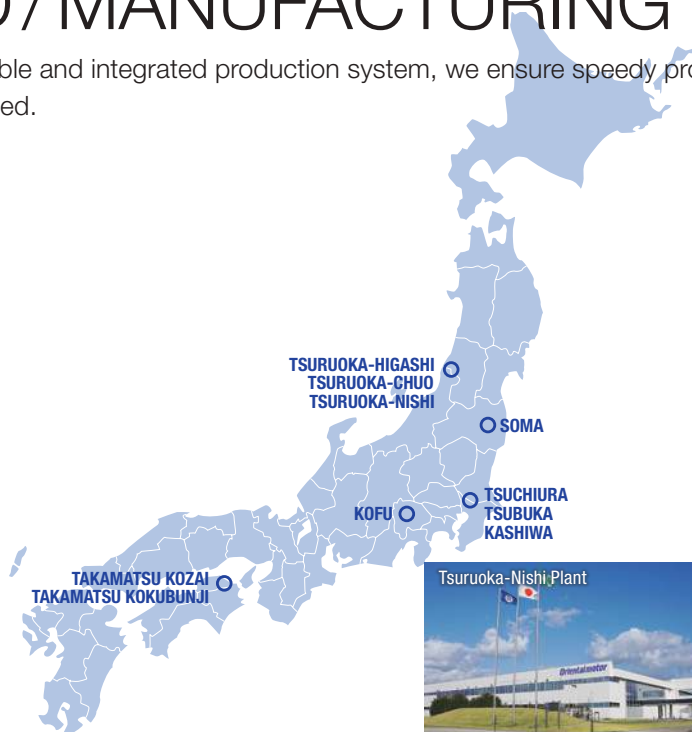 /MANUFACTURING
ble and integrated production system, we ensure speedy pro
ed.
TSURUOKA-HIGASHI
TSURUOKA-CHUO
TSURUOKA-NISHI
SOMA
TSUCHIURA
TSUBUKA
KASHIWA
KOFU
TAKAMATSU KOZAI
TAKAMATSU KOKUBUNJI
Tsuruoka-Nishi Plant
Orientalmotor